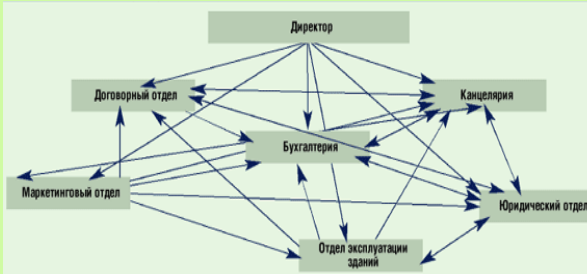 Директор
Договорный отдел
Канцелярия
Бухгалтерия
Маркетинговый отдел
Юридический отдел
Отдел эксплуатации
зданий